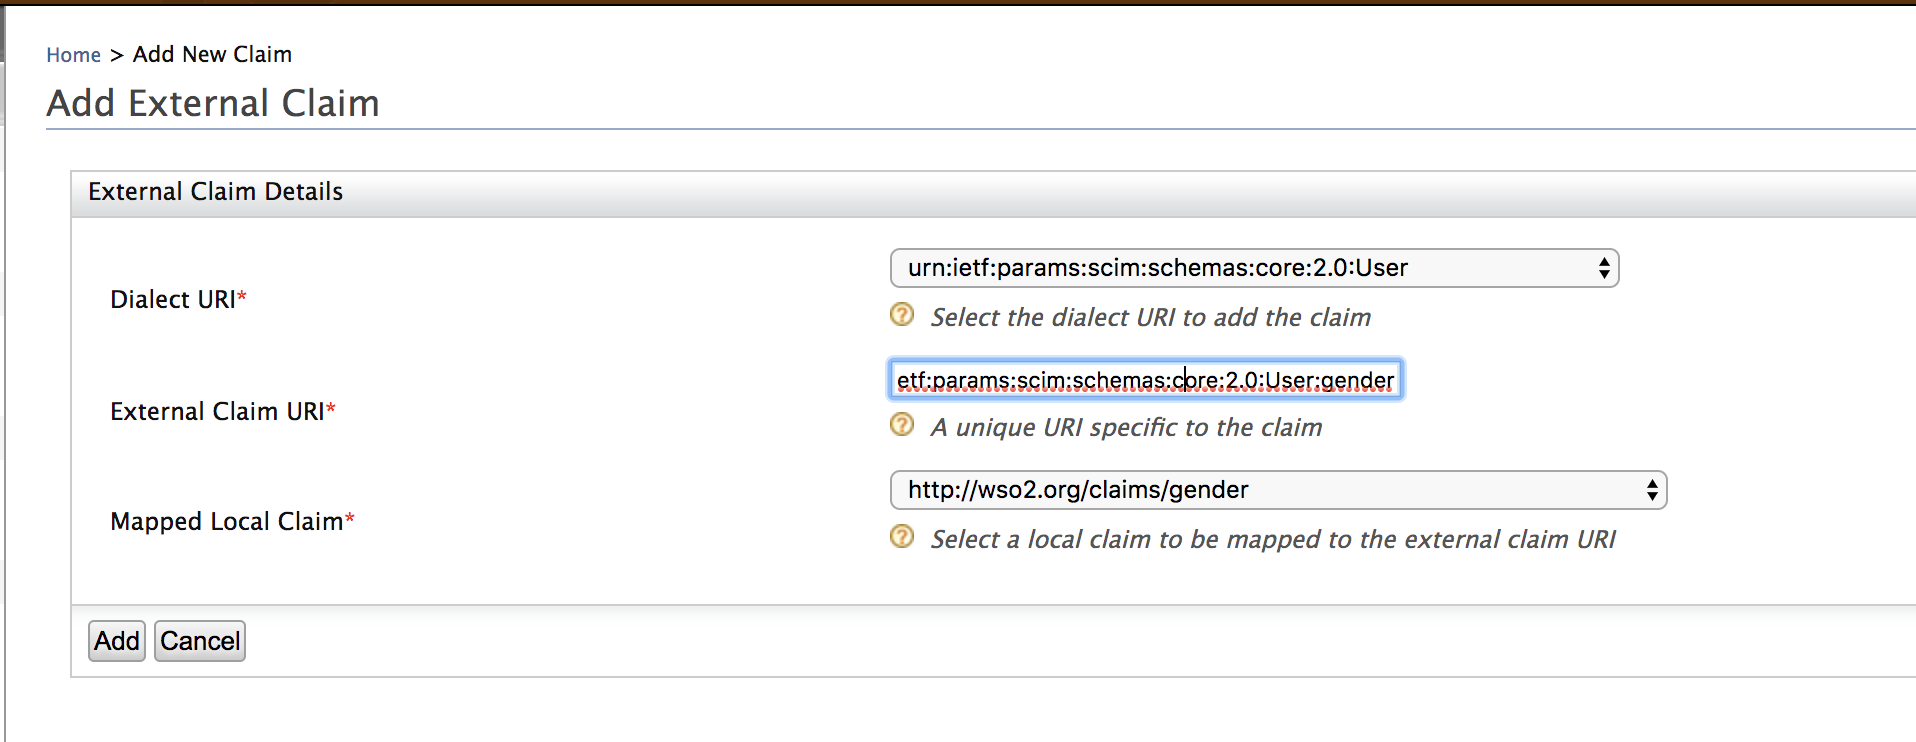 Home > Add New Claim
Add External Claim
External Claim Details
Dialect URI*
urn:ietf:params:scim:schemas:core:2.0:User
Select the dialect URI to add the claim
External Claim URI*
etf:params:scim:schemas:core:2.0:User:gender
A unique URI specific to the claim
Mapped Local Claim*
http://wso2.org/claims/gender
Select a local claim to be mapped to the external claim URI
Add Cancel